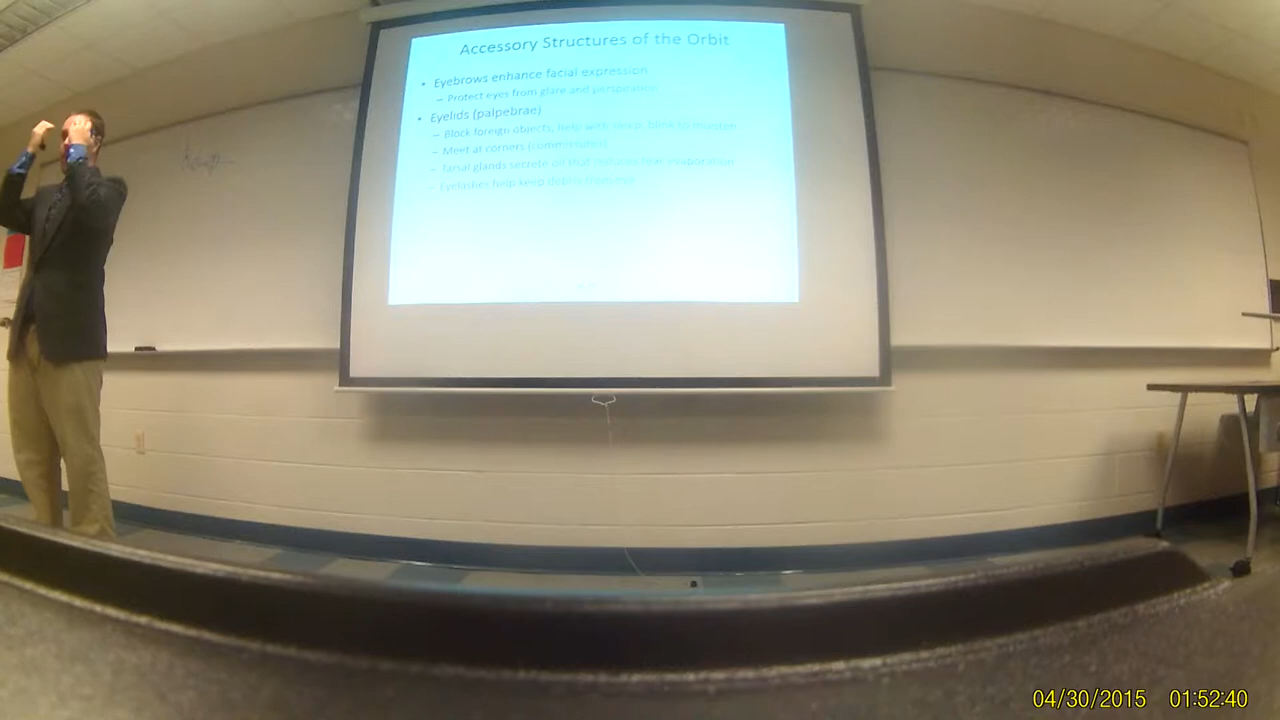 Accessory Structures of the Orbit
• Eyebrows enhance facial expression
– Protect eyes from glare and perspiration
• Eyelids (palpebrae)
– Block foreign objects, help with sleep, blink to moisten
– Meet at corners (commissures)
– Tarsal glands secrete oil that reduces tear evaporation
– Eyelashes help keep debris from eye
04/30/2015 01:52:40